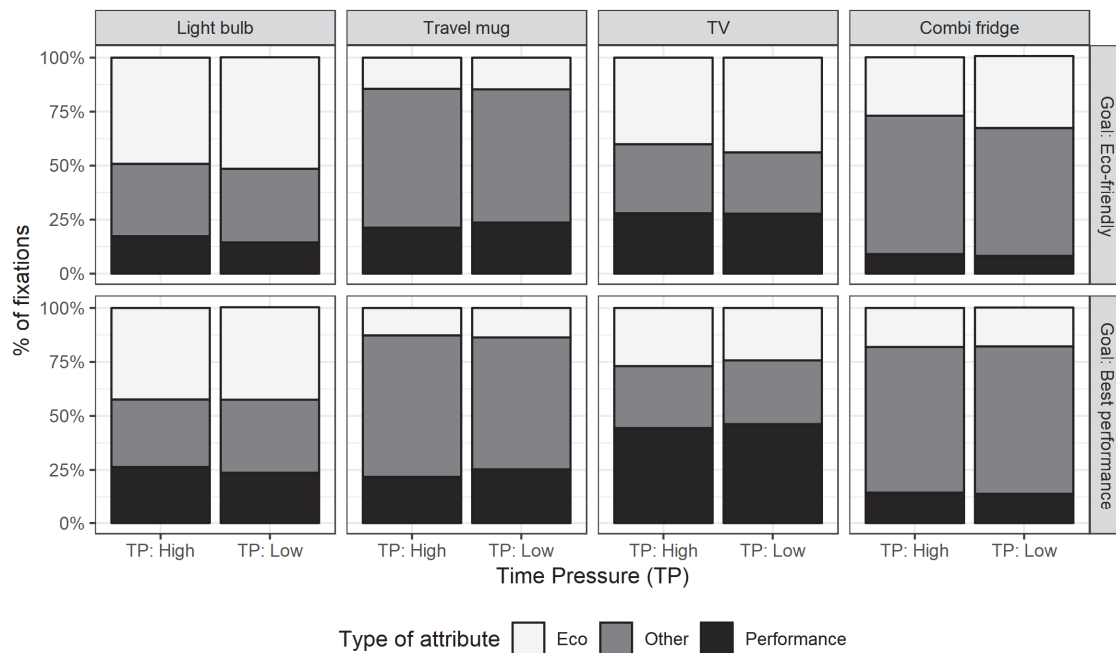 Light bulb
Travel mug
TV
Combi fridge
100%
75%
50%
25%
0%
Goal: Eco-friendly
100%
75%
50%
25%
0%
Goal: Best performance
% of fixations
TP: High
TP: Low
TP: High
TP: Low
TP: High
TP: Low
TP: High
TP: Low
Time Pressure (TP)
Type of attribute
Eco
Other
Performance